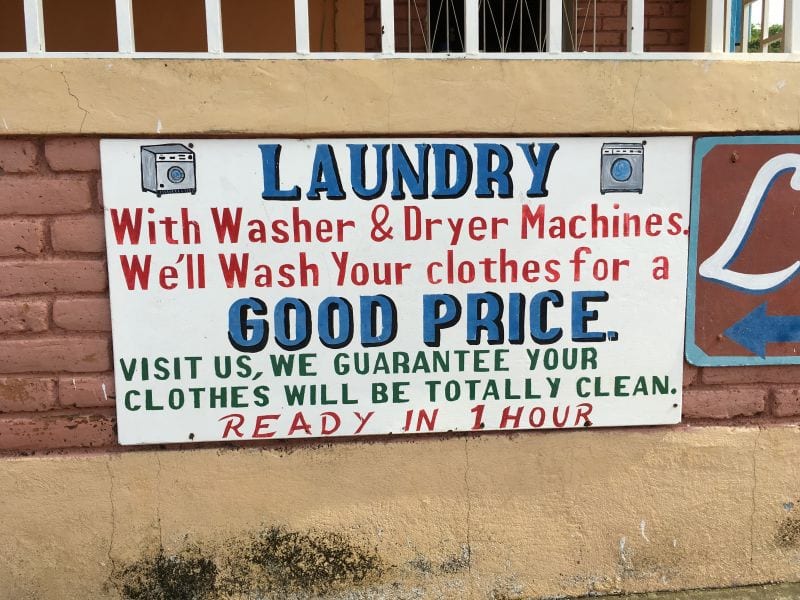 LAUNDRY
With Washer & Dryer Machines.
We'll Wash Your clothes for a
GOOD PRICE.
VISIT US, WE GUARANTEE YOUR
CLOTHES WILL BE TOTALLY CLEAN.
READY IN 1 HOUR